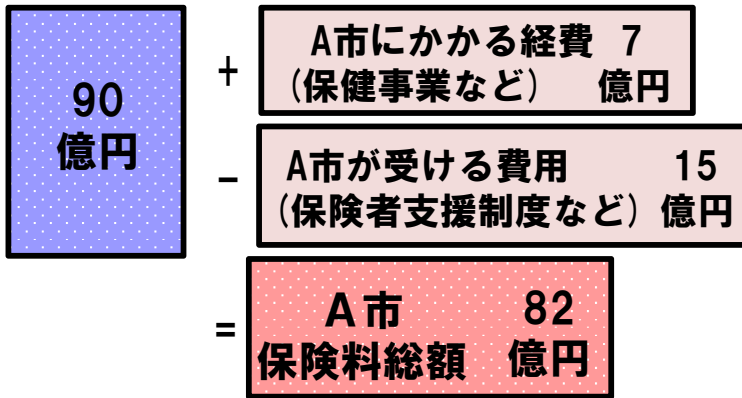 90
億円
+
A市にかかる経費 7
(保健事業など) 億円
-
A市が受ける費用 15
(保険者支援制度など) 億円
=
A市 82
保険料総額 億円